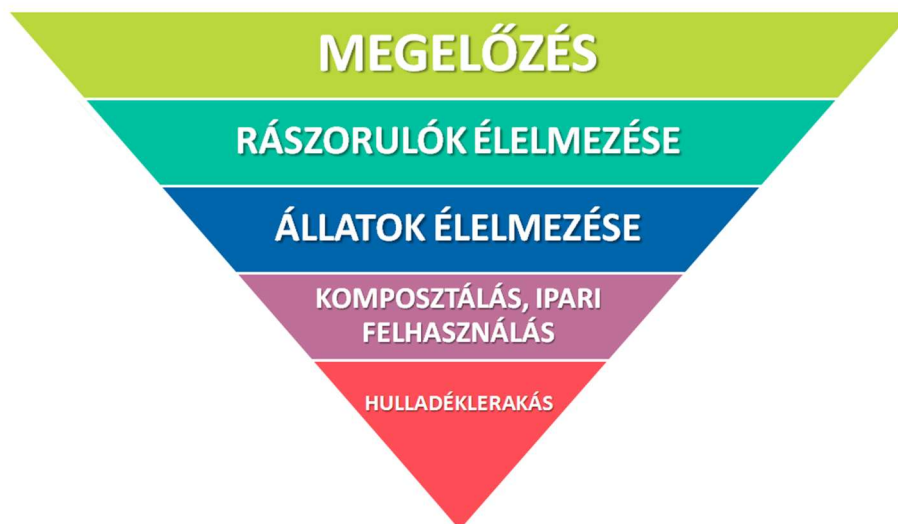 MEGELŐZÉS
RÁSZORULÓK ÉLELMEZÉSE
ÁLLATOK ÉLELMEZÉSE
KOMPOSZTÁLÁS, IPARI
FELHASZNÁLÁS
HULLADÉKLERAKÁS